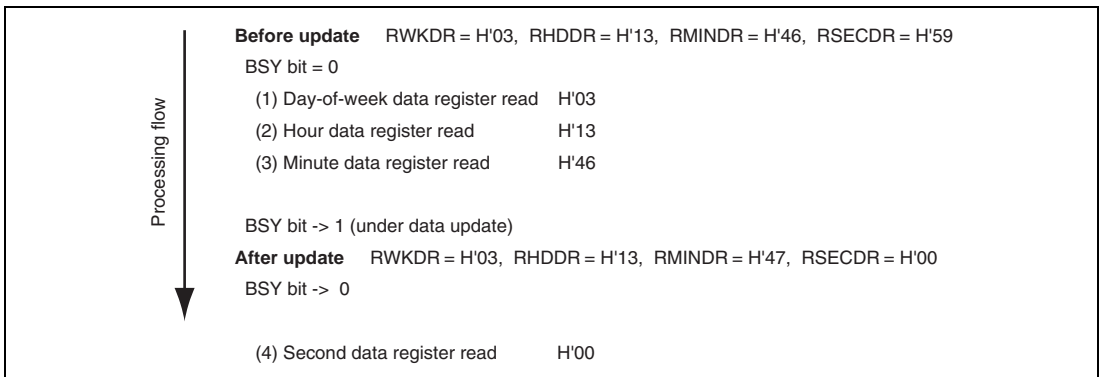 Processing flow
Before update RWKDR = H'03, RHDDR = H'13, RMINDR = H'46, RSECDR = H'59
BSY bit = 0
(1) Day-of-week data register read H'03
(2) Hour data register read H'13
(3) Minute data register read H'46
BSY bit -> 1 (under data update)
After update RWKDR = H'03, RHDDR = H'13, RMINDR = H'47, RSECDR = H'00
BSY bit -> 0
(4) Second data register read H'00